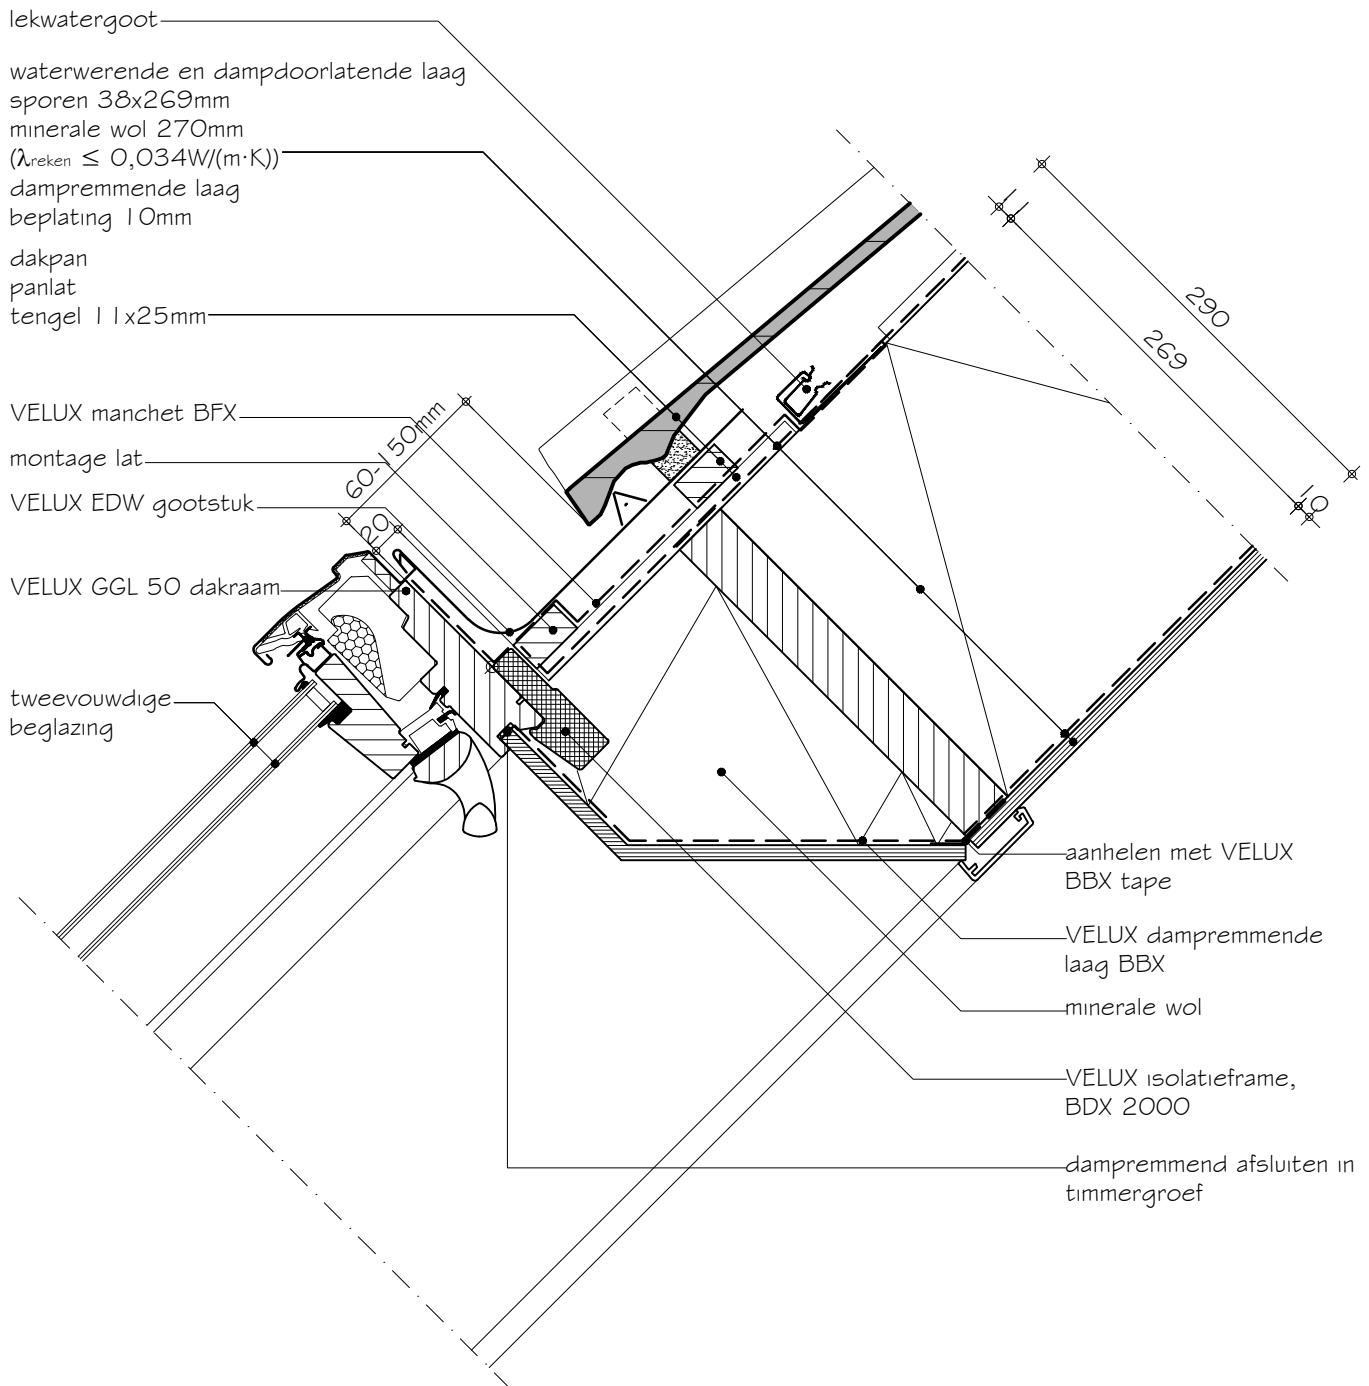 lekwatergoot
waterwerende en dampdoorlatende laag
sporen 38x269mm
minerale wol 270mm
(λreken ≤ 0,034W/(m·K))
dampremmende laag
beplating 10mm
dakpan
panlat
tengel 11x25mm
VELUX manchet BFX
montage lat
VELUX EDW gootstuk
VELUX GGL 50 dakraam
tweevouwdige
beglazing
60-150mm
20
290
269
11
10
aanhelen met VELUX
BBX tape
VELUX dampremmende
laag BBX
minerale wol
VELUX isolatieframe,
BDX 2000
dampremmend afsluiten in
timmergroef